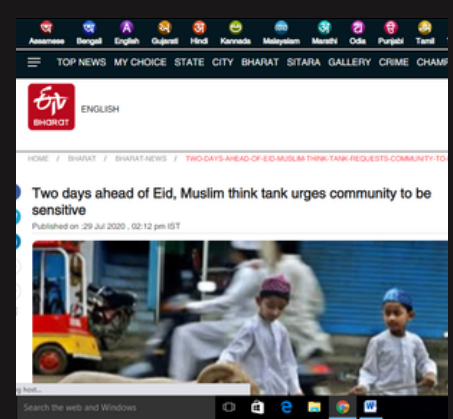 Assamese Bengali English Gujarati Hindi Kannada Malayalam Marathi Odia Punjabi Tamil
TOP NEWS MY CHOICE STATE CITY BHARAT SITARA GALLERY CRIME CHAMP
BHARAT
ENGLISH
HOME / BHARAT / BHARAT-NEWS / TWO-DAYS-AHEAD-OF-EID-MUSLIM-THINK-TANK-REQUESTS-COMMUNITY-TO-
Two days ahead of Eid, Muslim think tank urges community to be
sensitive
Published on :29 Jul 2020 , 02:12 pm IST
host...
Search the web and Windows